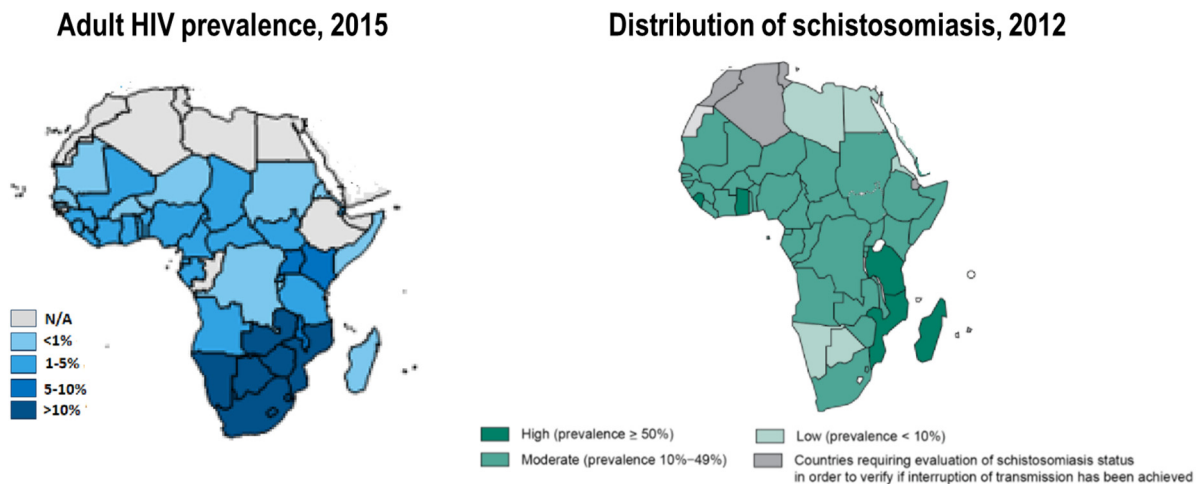 Adult HIV prevalence, 2015
Distribution of schistosomiasis, 2012
N/A
<1%
1-5%
5-10%
>10%
High (prevalence ≥ 50%)
Moderate (prevalence 10%–49%)
Low (prevalence < 10%)
Countries requiring evaluation of schistosomiasis status
in order to verify if interruption of transmission has been achieved